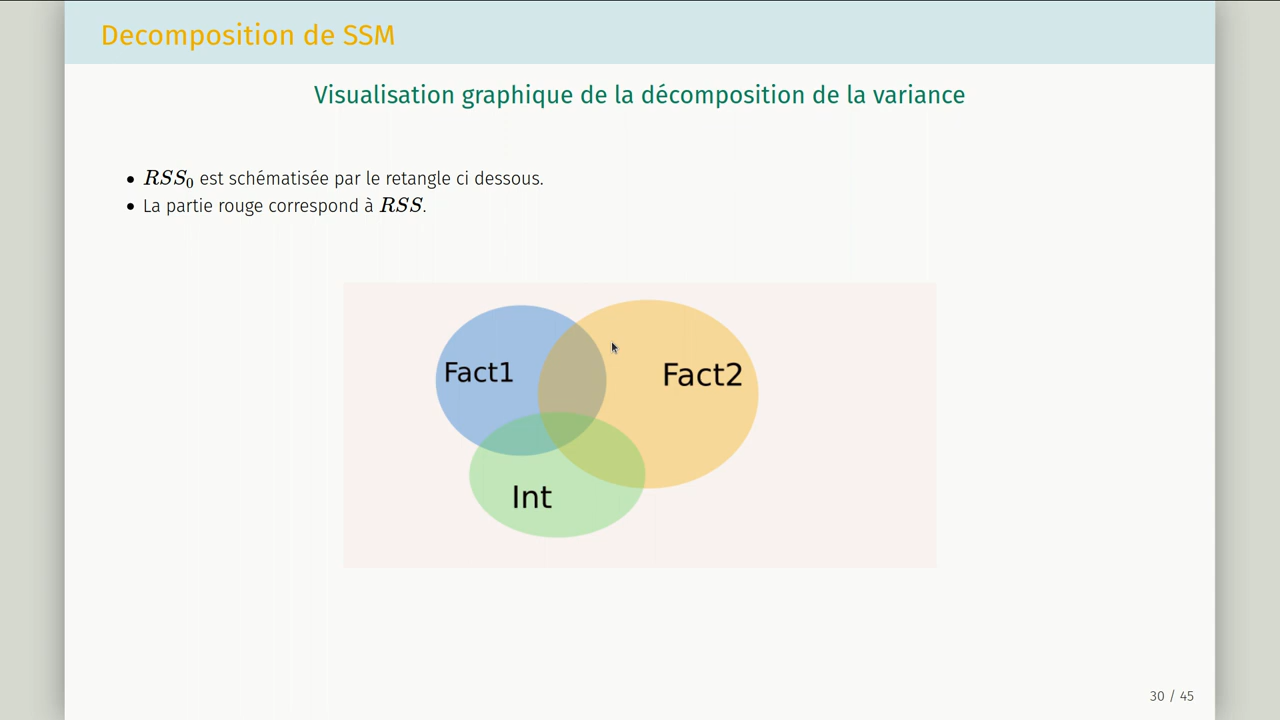 Decomposition de SSM
Visualisation graphique de la décomposition de la variance
• RSS₀ est schématisée par le retangle ci dessous.
• La partie rouge correspond à RSS.
Fact1
Fact2
Int
30 / 45